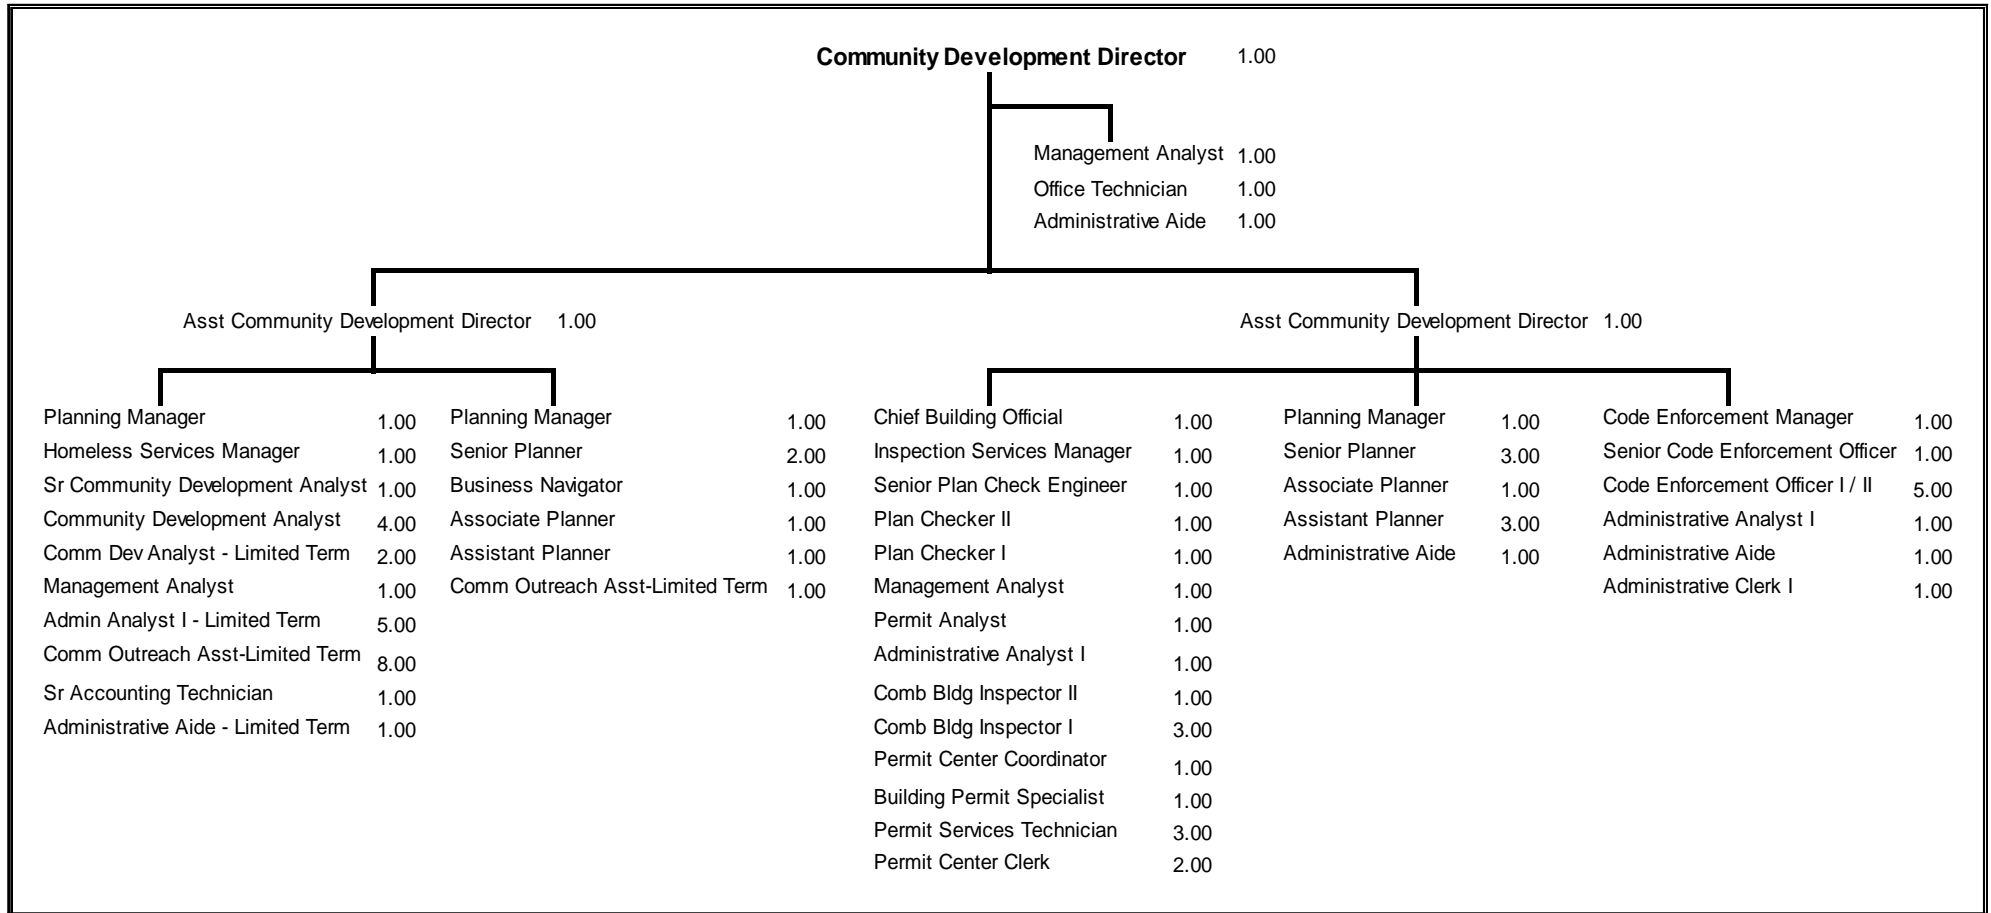 Community Development Director 1.00
Management Analyst 1.00
Office Technician 1.00
Administrative Aide 1.00
Asst Community Development Director 1.00
Asst Community Development Director 1.00
Planning Manager 1.00
Homeless Services Manager 1.00
Sr Community Development Analyst 1.00
Community Development Analyst 4.00
Comm Dev Analyst - Limited Term 2.00
Management Analyst 1.00
Admin Analyst I - Limited Term 5.00
Comm Outreach Asst-Limited Term 8.00
Sr Accounting Technician 1.00
Administrative Aide - Limited Term 1.00
Planning Manager 1.00
Senior Planner 2.00
Business Navigator 1.00
Associate Planner 1.00
Assistant Planner 1.00
Comm Outreach Asst-Limited Term 1.00
Chief Building Official 1.00
Inspection Services Manager 1.00
Senior Plan Check Engineer 1.00
Plan Checker II 1.00
Plan Checker I 1.00
Management Analyst 1.00
Permit Analyst 1.00
Administrative Analyst I 1.00
Comb Bldg Inspector II 1.00
Comb Bldg Inspector I 3.00
Permit Center Coordinator 1.00
Building Permit Specialist 1.00
Permit Services Technician 3.00
Permit Center Clerk 2.00
Planning Manager 1.00
Senior Planner 3.00
Associate Planner 1.00
Assistant Planner 3.00
Administrative Aide 1.00
Code Enforcement Manager 1.00
Senior Code Enforcement Officer 1.00
Code Enforcement Officer I / II 5.00
Administrative Analyst I 1.00
Administrative Aide 1.00
Administrative Clerk I 1.00